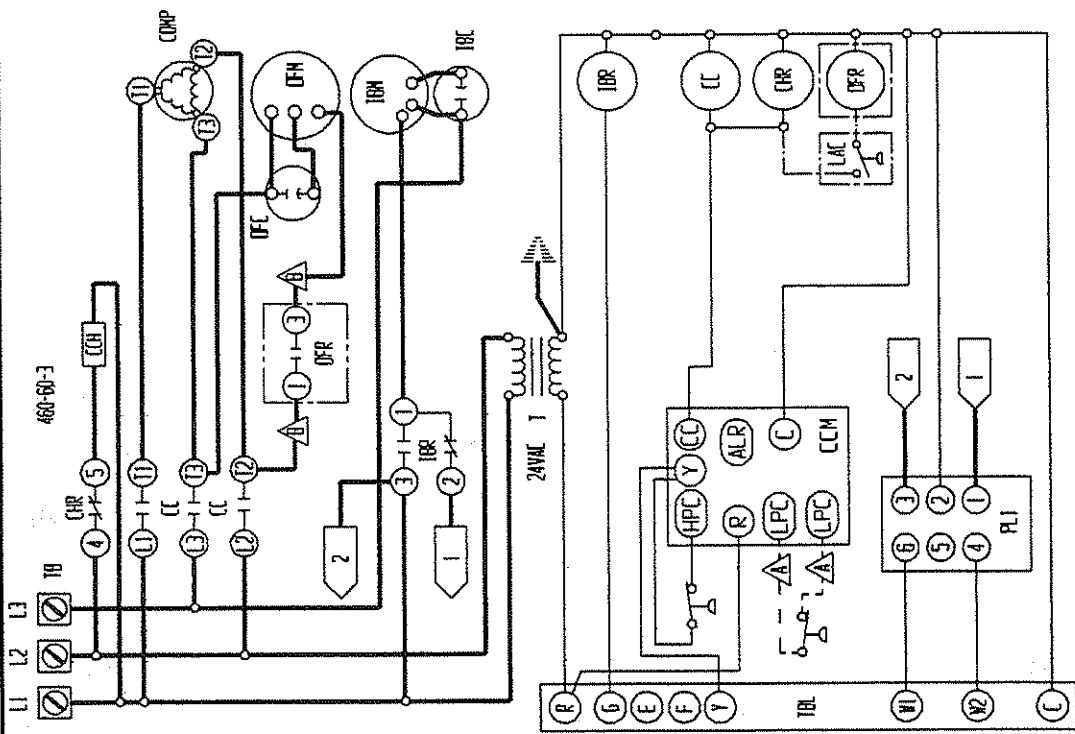 L1 L2 L3
TB
460-60-3
4 CHR 5 CCH
L1 T1 T1 COMP
CC
L3 T3 T3
CC
L2 T2 T2
OFC OFM
B 1 3 B
OFR
2 3 1 IBM IBC
IBR
1 2
24VAC T
R
G IBR
E
F
Y
TBL
W1
W2
C
HPC Y CC CC
R ALR CHR
LPC C LAC OFR
LPC CCM
A A
6 3 2
5 2
4 1 1
PL1